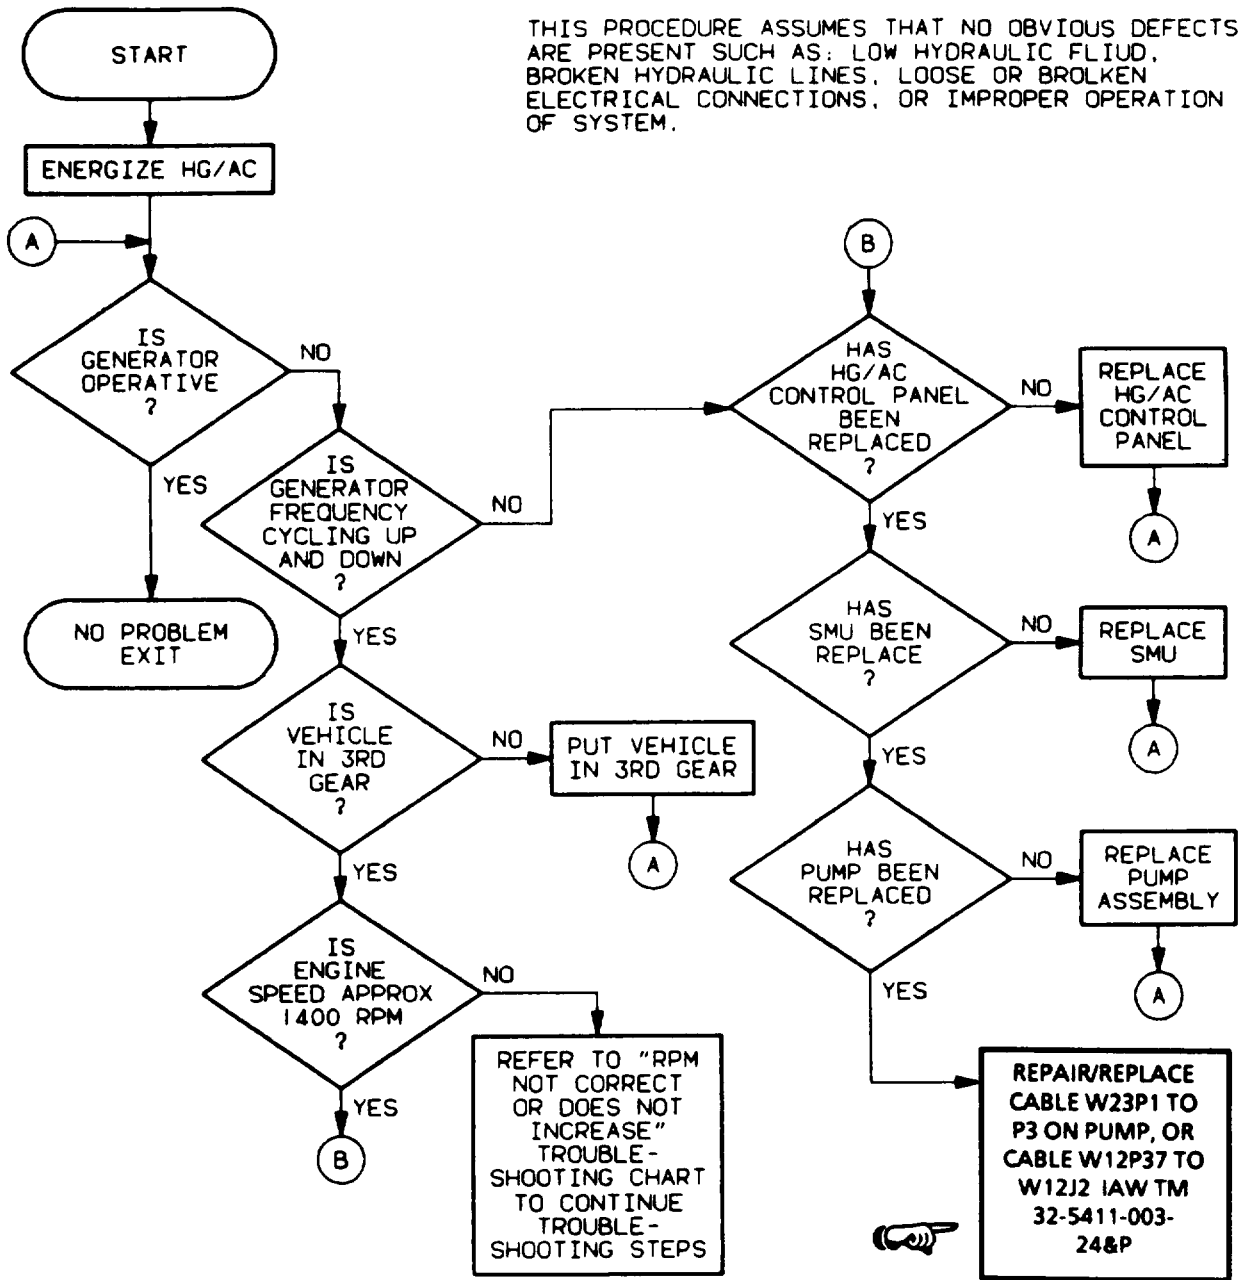 START
THIS PROCEDURE ASSUMES THAT NO OBVIOUS DEFECTS
ARE PRESENT SUCH AS: LOW HYDRAULIC FLIUD,
BROKEN HYDRAULIC LINES, LOOSE OR BROLKEN
ELECTRICAL CONNECTIONS, OR IMPROPER OPERATION
OF SYSTEM.
ENERGIZE HG/AC
A
IS
GENERATOR
OPERATIVE
?
NO
YES
NO PROBLEM
EXIT
IS
GENERATOR
FREQUENCY
CYCLING UP
AND DOWN
?
NO
YES
IS
VEHICLE
IN 3RD
GEAR
?
NO
PUT VEHICLE
IN 3RD GEAR
A
YES
IS
ENGINE
SPEED APPROX
1400 RPM
?
NO
REFER TO "RPM
NOT CORRECT
OR DOES NOT
INCREASE"
TROUBLE-
SHOOTING CHART
TO CONTINUE
TROUBLE-
SHOOTING STEPS
YES
B
B
HAS
HG/AC
CONTROL PANEL
BEEN
REPLACED
?
NO
REPLACE
HG/AC
CONTROL
PANEL
A
YES
HAS
SMU BEEN
REPLACE
?
NO
REPLACE
SMU
A
YES
HAS
PUMP BEEN
REPLACED
?
NO
REPLACE
PUMP
ASSEMBLY
A
YES
REPAIR/REPLACE
CABLE W23P1 TO
P3 ON PUMP, OR
CABLE W12P37 TO
W12J2 IAW TM
32-5411-003-
24&P